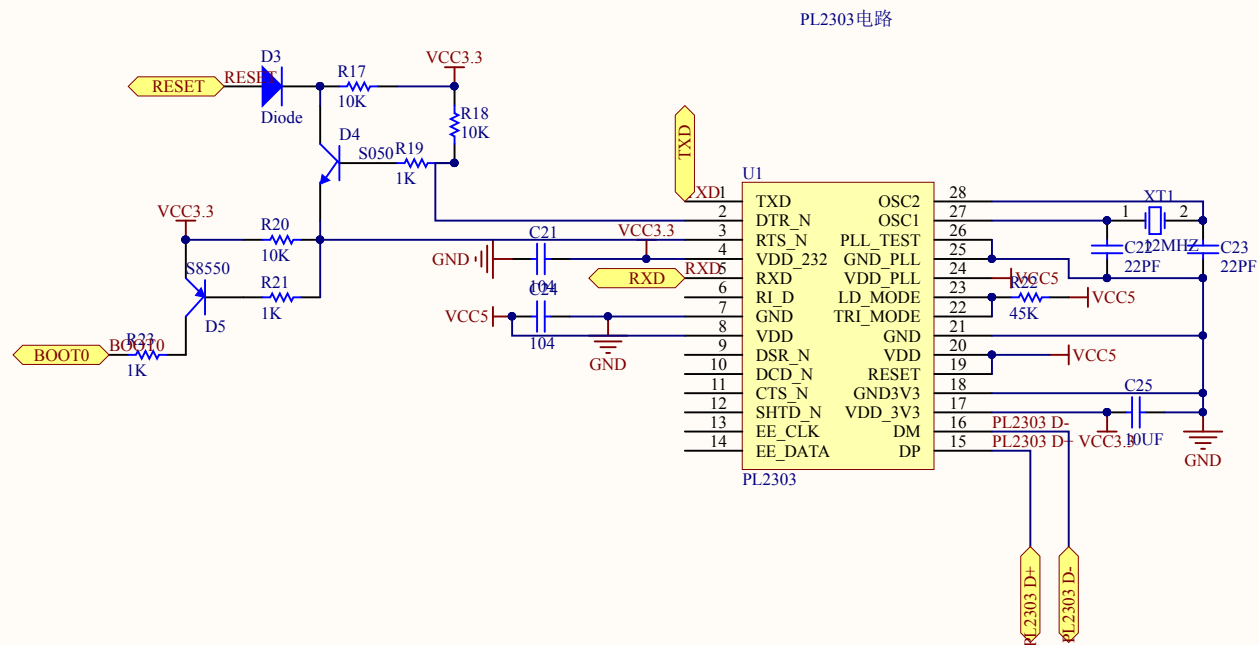 PL2303电路
D3
VCC3.3
RESET
RESET
R17
10K
Diode
R18
10K
D4
S050
R19
1K
TXD
U1
XT1
TXD
1
TXD
OSC2
28
2
DTR_N
OSC1
27
1
2
3
RTS_N
PLL_TEST
26
4
VDD_232
GND_PLL
25
5
RXD
VDD_PLL
24
6
RI_D
LD_MODE
23
7
GND
TRI_MODE
22
8
VDD
GND
21
9
DSR_N
VDD
20
10
DCD_N
RESET
19
11
CTS_N
GND3V3
18
12
SHTD_N
VDD_3V3
17
13
EE_CLK
DM
16
14
EE_DATA
DP
15
PL2303
VCC3.3
R20
10K
S8550
R21
1K
D5
R23
1K
BOOT0
BOOT0
C21
104
GND
VCC3.3
RXD
RXD
C24
104
VCC5
GND
C22
22PF
12MHZ
C23
22PF
VCC5
R22
45K
VCC5
VCC5
C25
10UF
PL2303 D-
PL2303 D+
VCC3.3
GND
PL2303 D+
PL2303 D-